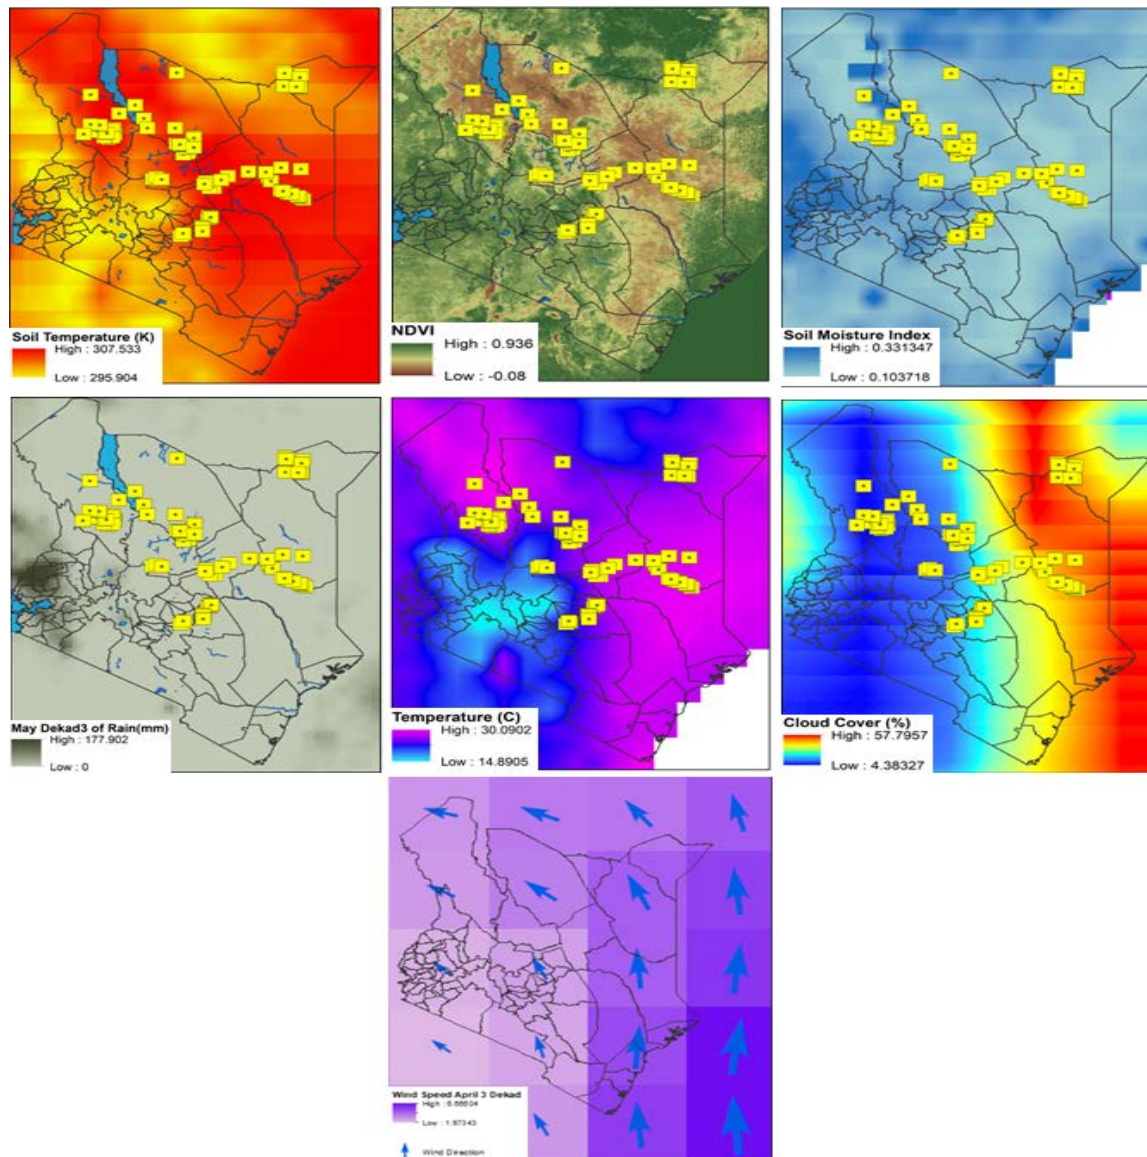 Soil Temperature (K)
High : 307.533
Low : 295.904
NDVI
High : 0.936
Low : -0.08
Soil Moisture Index
High : 0.331347
Low : 0.103718
May Dekad3 of Rain(mm)
High : 177.902
Low : 0
Temperature (C)
High : 30.0902
Low : 14.8905
Cloud Cover (%)
High : 57.7957
Low : 4.38327
Wind Speed April 3 Dekad
High :
Low :
Wind Direction